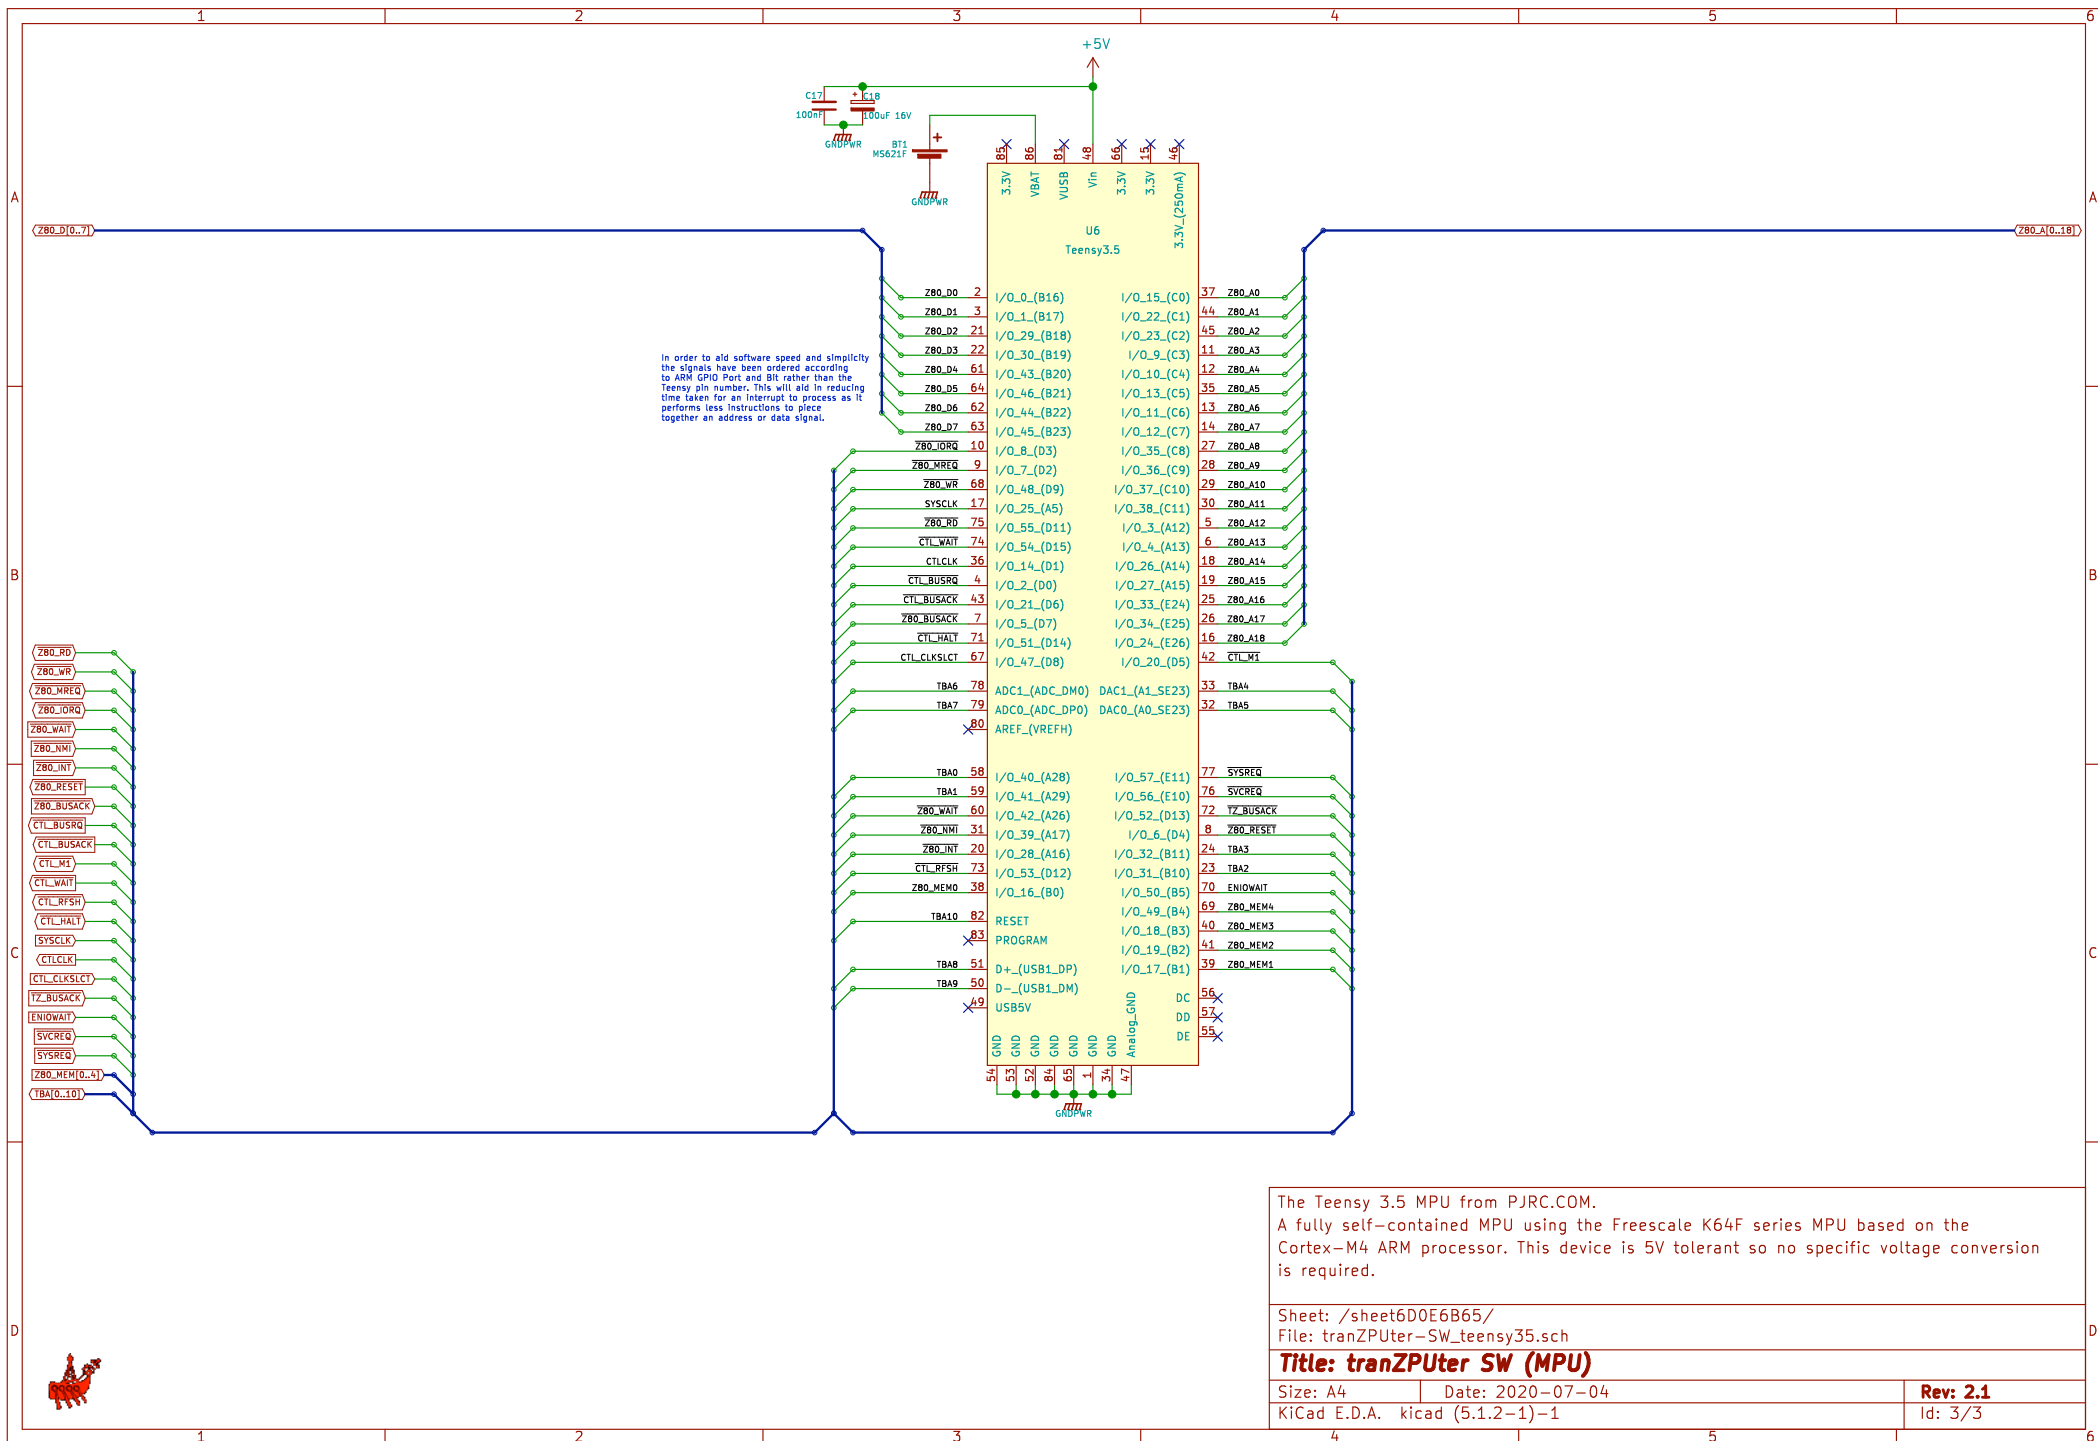 1 2 3 4 5 6
+5V
C17
100nF
C18
100uF 16V
GNDPWR
BT1
MS621F
GNDPWR
85 86 81 48 66 15 46
3.3V VBAT VUSB Vin 3.3V 3.3V 3.3V_(250mA)
A A
U6
Teensy3.5
Z80_D[0..7] Z80_A[0..18]
Z80_D0 2 I/O_0_(B16) I/O_15_(C0) 37 Z80_A0
Z80_D1 3 I/O_1_(B17) I/O_22_(C1) 44 Z80_A1
Z80_D2 21 I/O_29_(B18) I/O_23_(C2) 45 Z80_A2
Z80_D3 22 I/O_30_(B19) I/O_9_(C3) 11 Z80_A3
Z80_D4 61 I/O_43_(B20) I/O_10_(C4) 12 Z80_A4
Z80_D5 64 I/O_46_(B21) I/O_13_(C5) 35 Z80_A5
Z80_D6 62 I/O_44_(B22) I/O_11_(C6) 13 Z80_A6
Z80_D7 63 I/O_45_(B23) I/O_12_(C7) 14 Z80_A7
In order to aid software speed and simplicity
the signals have been ordered according
to ARM GPIO Port and Bit rather than the
Teensy pin number. This will aid in reducing
time taken for an interrupt to process as it
performs less instructions to piece
together an address or data signal.
Z80_IORQ 10 I/O_8_(D3) I/O_35_(C8) 27 Z80_A8
Z80_MREQ 9 I/O_7_(D2) I/O_36_(C9) 28 Z80_A9
Z80_WR 68 I/O_48_(D9) I/O_37_(C10) 29 Z80_A10
SYSCLK 17 I/O_25_(A5) I/O_38_(C11) 30 Z80_A11
Z80_RD 75 I/O_55_(D11) I/O_3_(A12) 5 Z80_A12
CTL_WAIT 74 I/O_54_(D15) I/O_4_(A13) 6 Z80_A13
CTLCLK 36 I/O_14_(D1) I/O_26_(A14) 18 Z80_A14
B B
CTL_BUSRQ 4 I/O_2_(D0) I/O_27_(A15) 19 Z80_A15
CTL_BUSACK 43 I/O_21_(D6) I/O_33_(E24) 25 Z80_A16
Z80_BUSACK 7 I/O_5_(D7) I/O_34_(E25) 26 Z80_A17
CTL_HALT 71 I/O_51_(D14) I/O_24_(E26) 16 Z80_A18
CTL_CLKSLCT 67 I/O_47_(D8) I/O_20_(D5) 42 CTL_M1
TBA6 78 ADC1_(ADC_DM0) DAC1_(A1_SE23) 33 TBA4
TBA7 79 ADC0_(ADC_DP0) DAC0_(A0_SE23) 32 TBA5
80 AREF_(VREFH)
TBA0 58 I/O_40_(A28) I/O_57_(E11) 77 SYSREQ
TBA1 59 I/O_41_(A29) I/O_56_(E10) 76 SVCREQ
Z80_WAIT 60 I/O_42_(A26) I/O_52_(D13) 72 TZ_BUSACK
Z80_NMI 31 I/O_39_(A17) I/O_6_(D4) 8 Z80_RESET
Z80_INT 20 I/O_28_(A16) I/O_32_(B11) 24 TBA3
CTL_RFSH 73 I/O_53_(D12) I/O_31_(B10) 23 TBA2
Z80_MEM0 38 I/O_16_(B0) I/O_50_(B5) 70 ENIOWAIT
I/O_49_(B4) 69 Z80_MEM4
TBA10 82 RESET
I/O_18_(B3) 40 Z80_MEM3
83 PROGRAM
I/O_19_(B2) 41 Z80_MEM2
TBA8 51 D+_(USB1_DP) I/O_17_(B1) 39 Z80_MEM1
TBA9 50 D-_(USB1_DM)
DC 56
49 USB5V
DD 57
DE 55
GND GND GND GND GND GND GND Analog_GND
54 53 52 84 65 1 34 47
GNDPWR
Z80_RD
Z80_WR
Z80_MREQ
Z80_IORQ
Z80_WAIT
Z80_NMI
Z80_INT
Z80_RESET
Z80_BUSACK
CTL_BUSRQ
CTL_BUSACK
CTL_M1
CTL_WAIT
CTL_RFSH
CTL_HALT
SYSCLK
C C
CTLCLK
CTL_CLKSLCT
TZ_BUSACK
ENIOWAIT
SVCREQ
SYSREQ
Z80_MEM[0..4]
TBA[0..10]
The Teensy 3.5 MPU from PJRC.COM.
A fully self-contained MPU using the Freescale K64F series MPU based on the
Cortex-M4 ARM processor. This device is 5V tolerant so no specific voltage conversion
is required.
Sheet: /sheet6D0E6B65/
D D
File: tranZPUter-SW_teensy35.sch
Title: tranZPUter SW (MPU)
Size: A4 Date: 2020-07-04 Rev: 2.1
KiCad E.D.A. kicad (5.1.2-1)-1 Id: 3/3
1 2 3 4 5 6